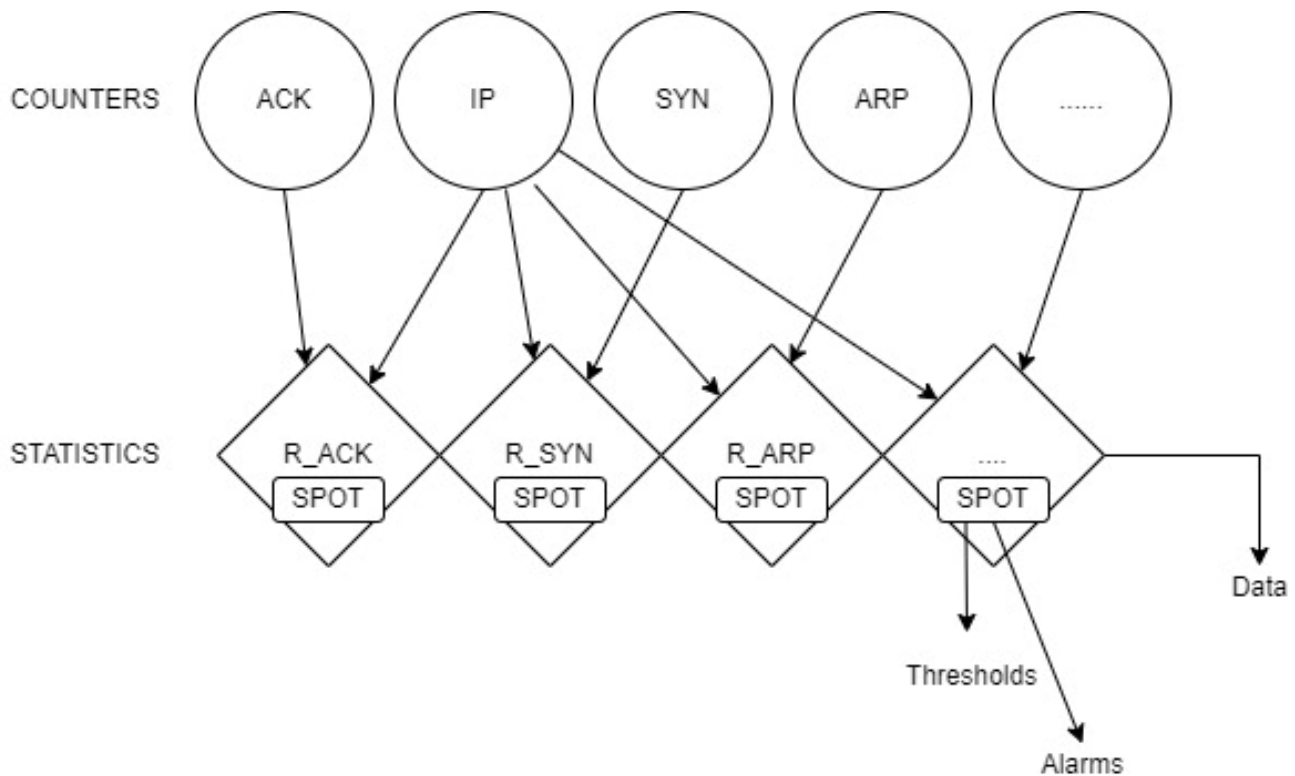 COUNTERS
ACK
IP
SYN
ARP
......
STATISTICS
R_ACK
R_SYN
R_ARP
....
SPOT
SPOT
SPOT
SPOT
Data
Thresholds
Alarms